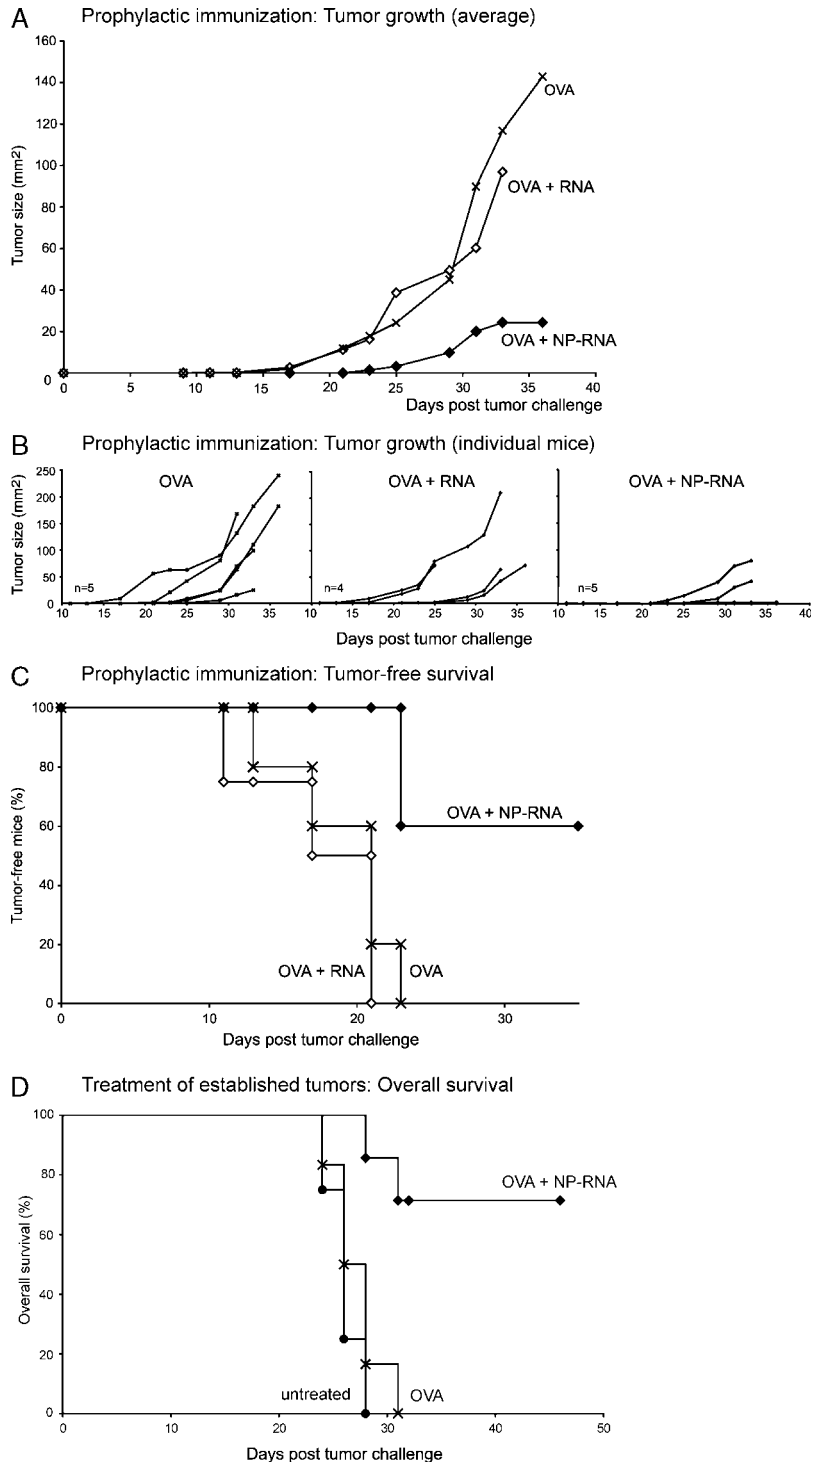 A Prophylactic immunization: Tumor growth (average)
160
140
120
100
80
60
40
20
0
Tumor size (mm2)
OVA
OVA + RNA
OVA + NP-RNA
0 5 10 15 20 25 30 35 40
Days post tumor challenge
B Prophylactic immunization: Tumor growth (individual mice)
250
200
150
100
50
0
Tumor size (mm2)
OVA OVA + RNA OVA + NP-RNA
n=5 n=4 n=5
10 15 20 25 30 35 10 15 20 25 30 35 10 15 20 25 30 35 40
Days post tumor challenge
C Prophylactic immunization: Tumor-free survival
100
80
60
40
20
0
Tumor-free mice (%)
OVA + NP-RNA
OVA + RNA OVA
0 10 20 30
Days post tumor challenge
D Treatment of established tumors: Overall survival
100
80
60
40
20
0
Overall survival (%)
OVA + NP-RNA
untreated OVA
0 10 20 30 40 50
Days post tumor challenge